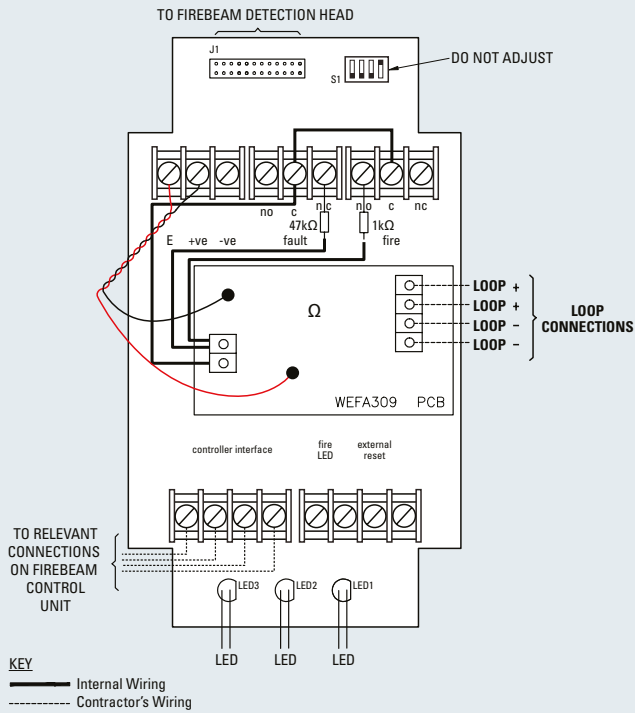 TO FIREBEAM DETECTION HEAD
J1
S1
DO NOT ADJUST
no c nc no c nc
47kΩ 1kΩ
E +ve -ve fault fire
Ω
LOOP +
LOOP +
LOOP -
LOOP -
LOOP
CONNECTIONS
WEFA309 PCB
controller interface
fire
LED
external
reset
TO RELEVANT
CONNECTIONS
ON FIREBEAM
CONTROL
UNIT
LED3 LED2 LED1
LED LED LED
KEY
Internal Wiring
Contractor's Wiring